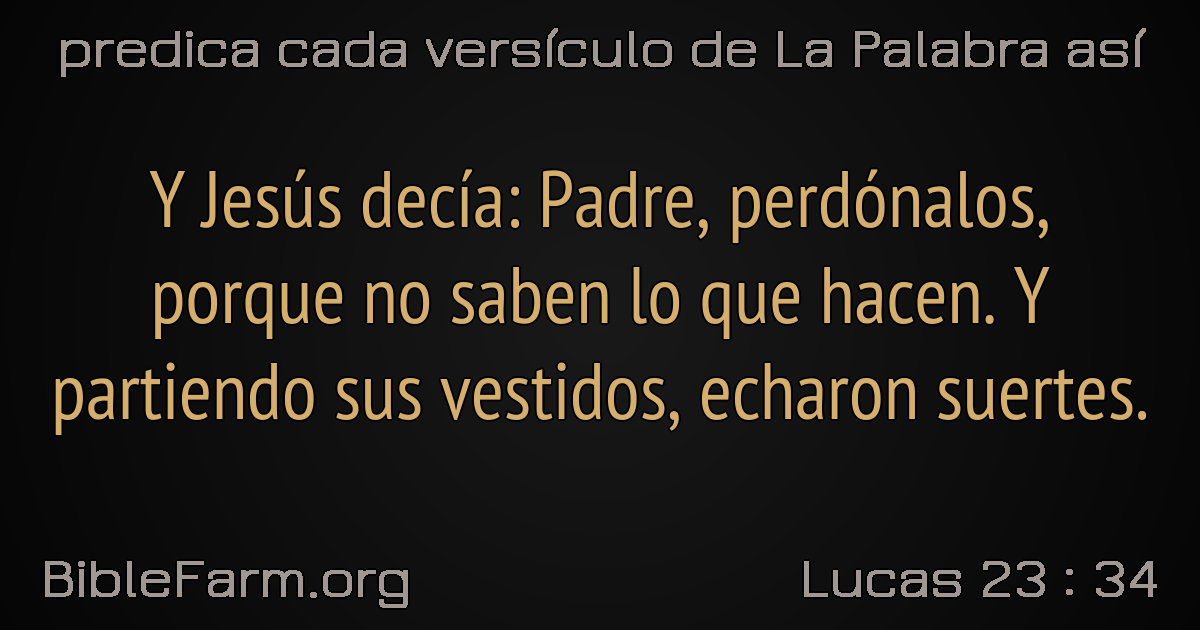 predica cada versículo de La Palabra así
Y Jesús decía: Padre, perdónalos,
porque no saben lo que hacen. Y
partiendo sus vestidos, echaron suertes.
BibleFarm.org
Lucas 23 : 34